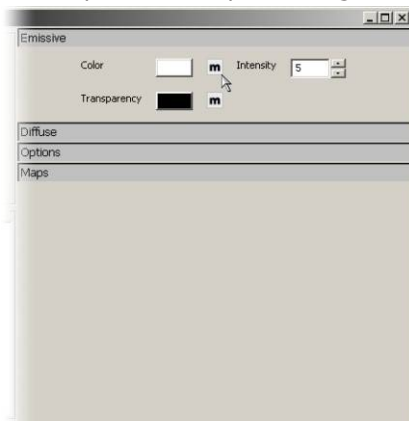 Emissive
Color m Intensity 5
Transparency m
Diffuse
Options
Maps